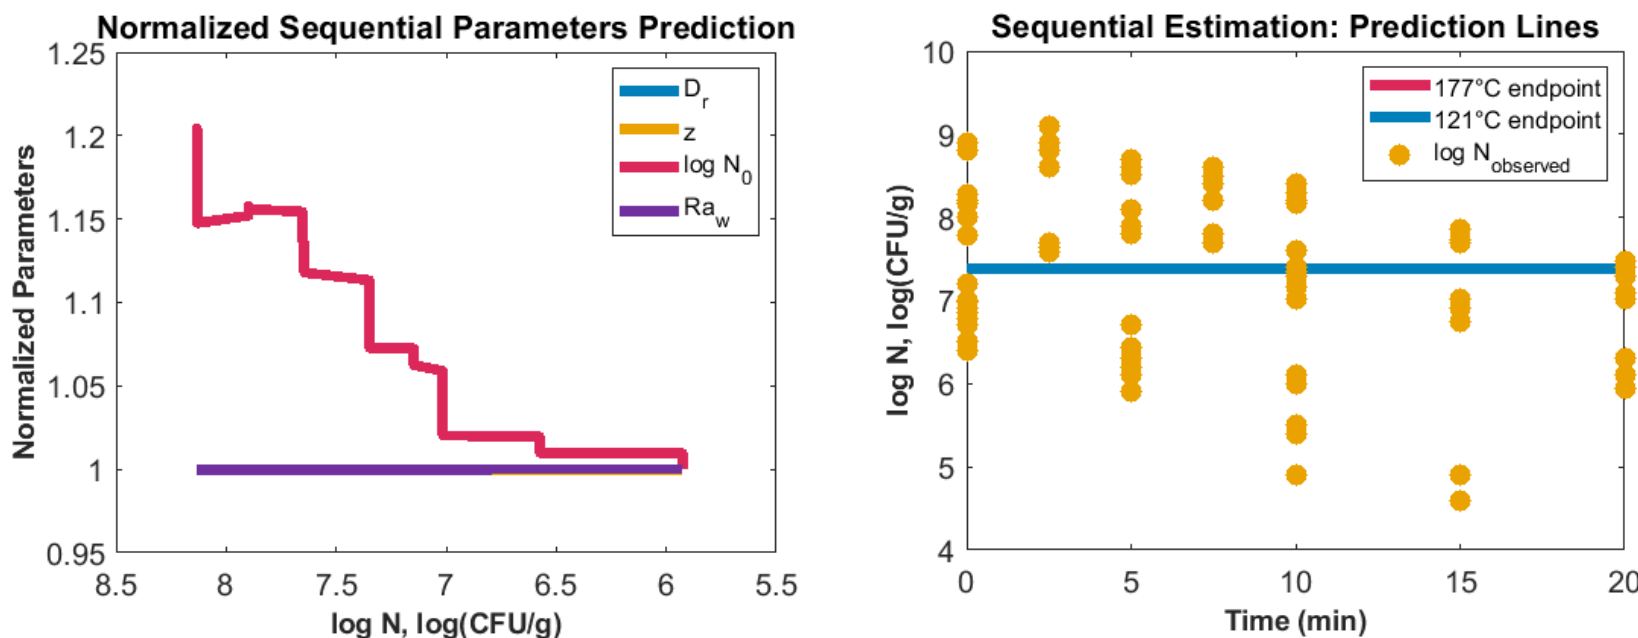 Normalized Sequential Parameters Prediction
Normalized Parameters
1.25
1.2
1.15
1.1
1.05
1
0.95
8.5 8 7.5 7 6.5 6 5.5
log N, log(CFU/g)
D_r
z
log N_0
Ra_w
Sequential Estimation: Prediction Lines
log N, log(CFU/g)
10
9
8
7
6
5
4
0 5 10 15 20
Time (min)
177°C endpoint
121°C endpoint
log N_observed